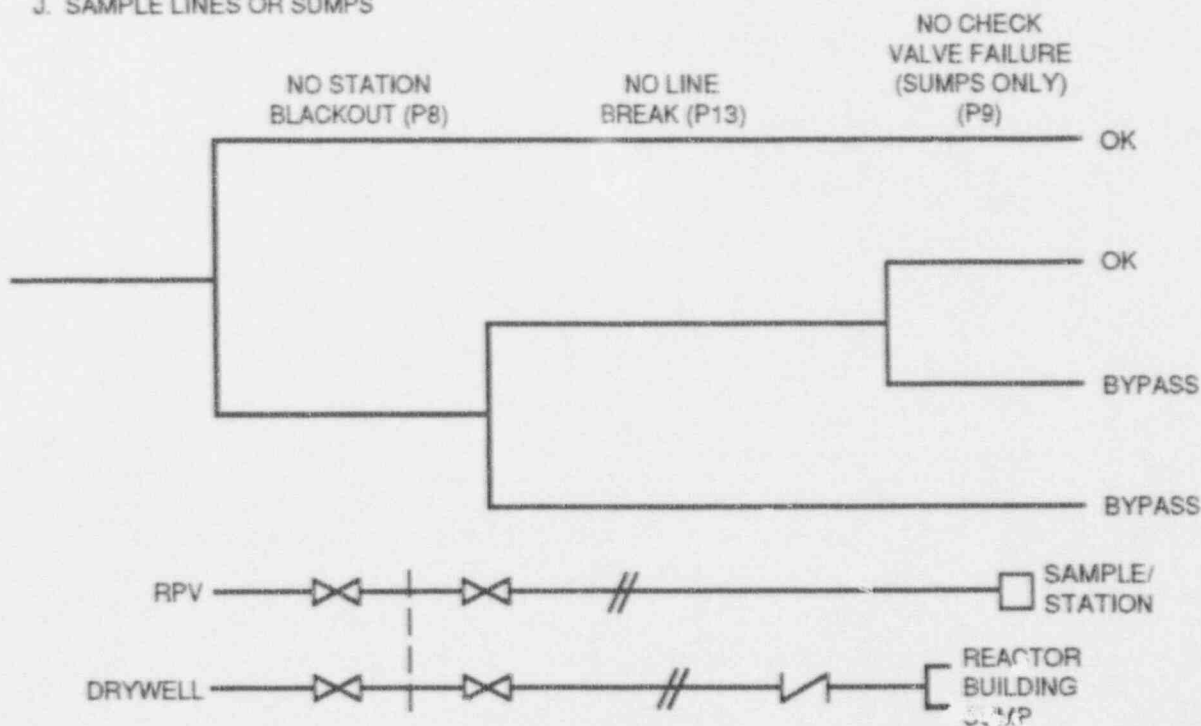 J. SAMPLE LINES OR SUMPS
NO STATION
BLACKOUT (P8)
NO LINE
BREAK (P13)
NO CHECK
VALVE FAILURE
(SUMPS ONLY)
(P9)
OK
OK
BYPASS
BYPASS
RPV
SAMPLE/
STATION
DRYWELL
REACTOR
BUILDING